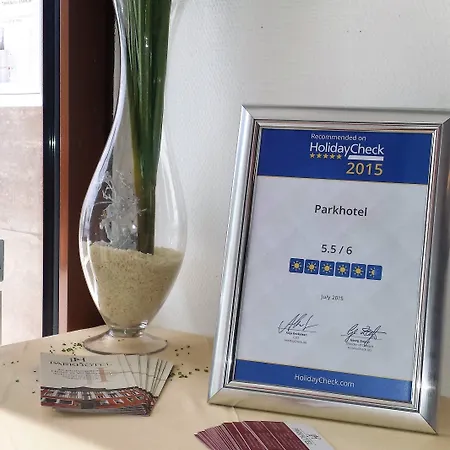 Recommended on
HolidayCheck
2015
Parkhotel
5.5 / 6
July 2015
HolidayCheck.com
PARKHOTEL